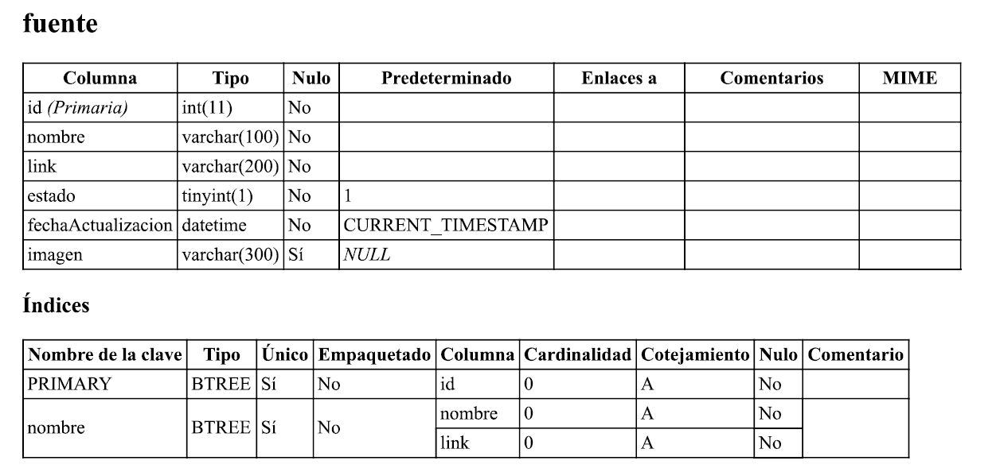 fuente
Columna Tipo Nulo Predeterminado Enlaces a Comentarios MIME
id (Primaria) int(11) No
nombre varchar(100) No
link varchar(200) No
estado tinyint(1) No 1
fechaActualizacion datetime No CURRENT_TIMESTAMP
imagen varchar(300) Sí NULL
Índices
Nombre de la clave Tipo Único Empaquetado Columna Cardinalidad Cotejamiento Nulo Comentario
PRIMARY BTREE Sí No id 0 A No
nombre BTREE Sí No nombre 0 A No
link 0 A No